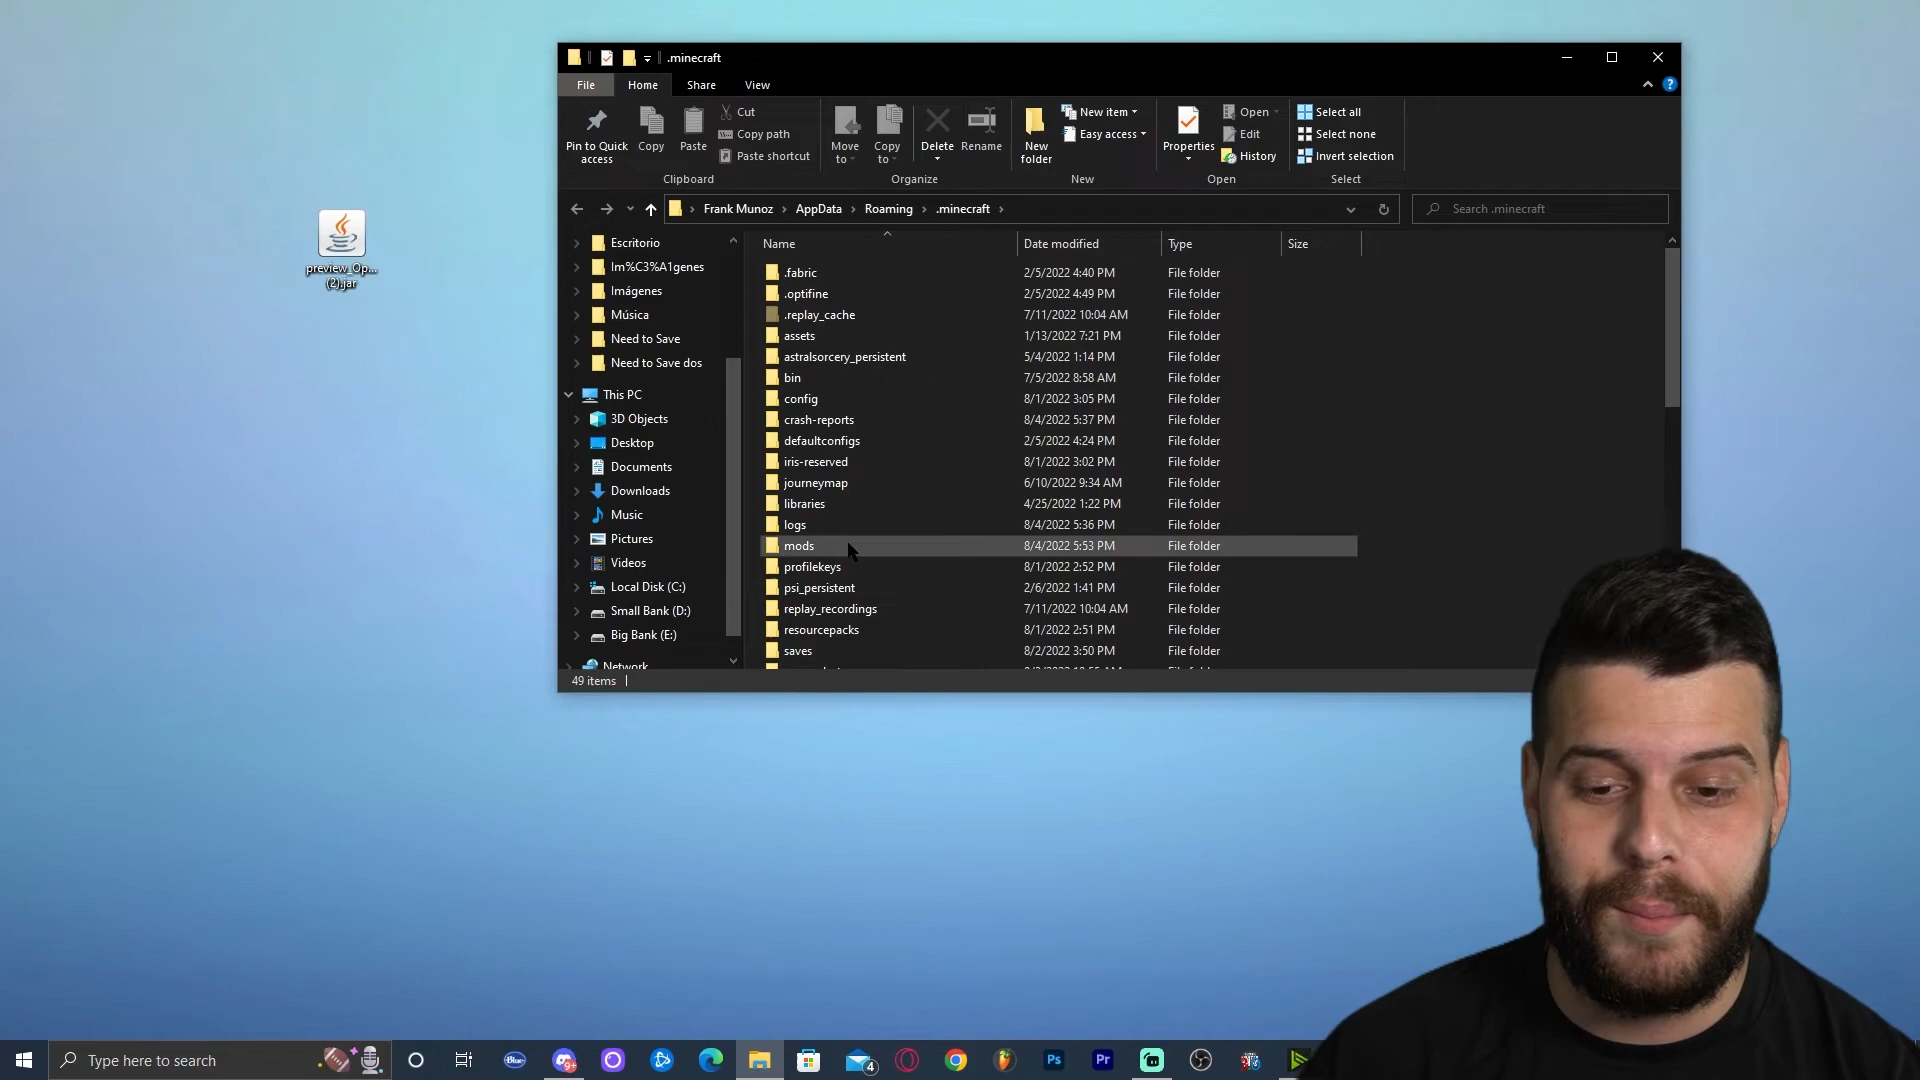 .minecraft
File Home Share View
Pin to Quick access
Copy
Paste
Cut
Copy path
Paste shortcut
Clipboard
Move to
Copy to
Delete
Rename
Organize
New folder
New item
Easy access
New
Properties
Open
Edit
History
Open
Select all
Select none
Invert selection
Select
Frank Munoz
AppData
Roaming
.minecraft
Search .minecraft
preview_Op...
(2).jar
Escritorio
Im%C3%A1genes
Imágenes
Música
Need to Save
Need to Save dos
This PC
3D Objects
Desktop
Documents
Downloads
Music
Pictures
Videos
Local Disk (C:)
Small Bank (D:)
Big Bank (E:)
Network
Name Date modified Type Size
.fabric 2/5/2022 4:40 PM File folder
.optifine 2/5/2022 4:49 PM File folder
.replay_cache 7/11/2022 10:04 AM File folder
assets 1/13/2022 7:21 PM File folder
astralsorcery_persistent 5/4/2022 1:14 PM File folder
bin 7/5/2022 8:58 AM File folder
config 8/1/2022 3:05 PM File folder
crash-reports 8/4/2022 5:37 PM File folder
defaultconfigs 2/5/2022 4:24 PM File folder
iris-reserved 8/1/2022 3:02 PM File folder
journeymap 6/10/2022 9:34 AM File folder
libraries 4/25/2022 1:22 PM File folder
logs 8/4/2022 5:36 PM File folder
mods 8/4/2022 5:53 PM File folder
profilekeys 8/1/2022 2:52 PM File folder
psi_persistent 2/6/2022 1:41 PM File folder
replay_recordings 7/11/2022 10:04 AM File folder
resourcepacks 8/1/2022 2:51 PM File folder
saves 8/2/2022 3:50 PM File folder
49 items
Type here to search
Blue
9+
4
Ps
Pr